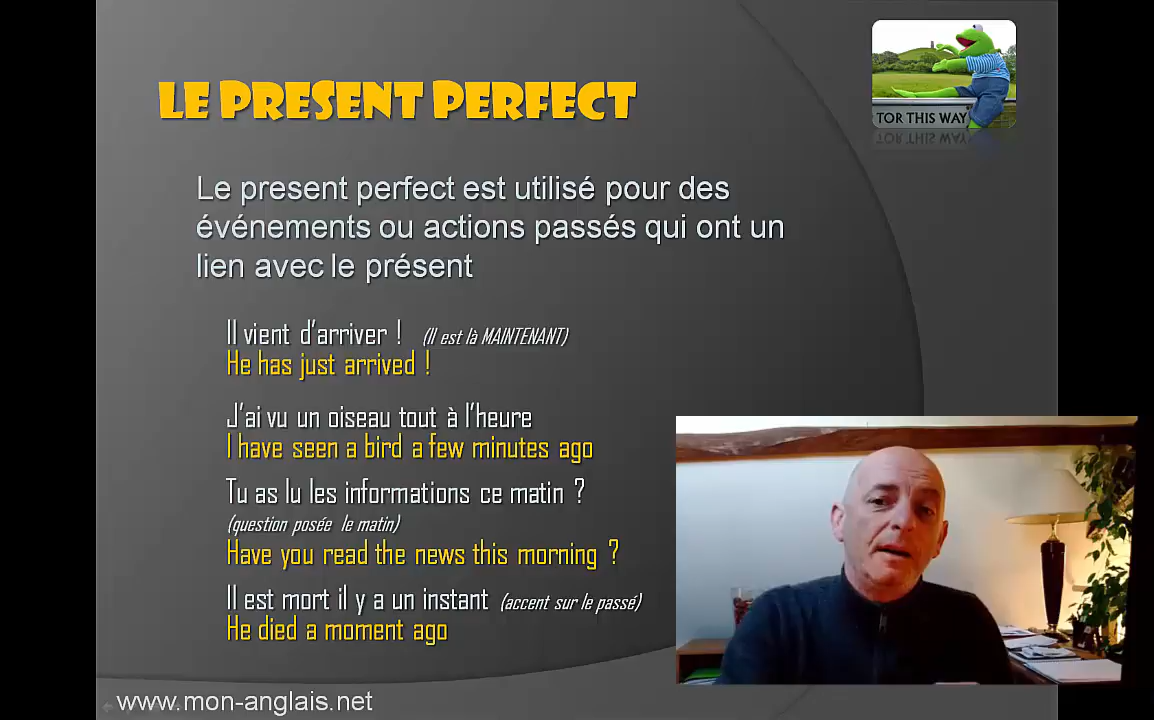 LE PRESENT PERFECT
TOR THIS WAY
Le present perfect est utilisé pour des
événements ou actions passés qui ont un
lien avec le présent
Il vient d'arriver ! (Il est là MAINTENANT)
He has just arrived !
J'ai vu un oiseau tout à l'heure
I have seen a bird a few minutes ago
Tu as lu les informations ce matin ?
(question posée le matin)
Have you read the news this morning ?
Il est mort il y a un instant (accent sur le passé)
He died a moment ago
www.mon-anglais.net